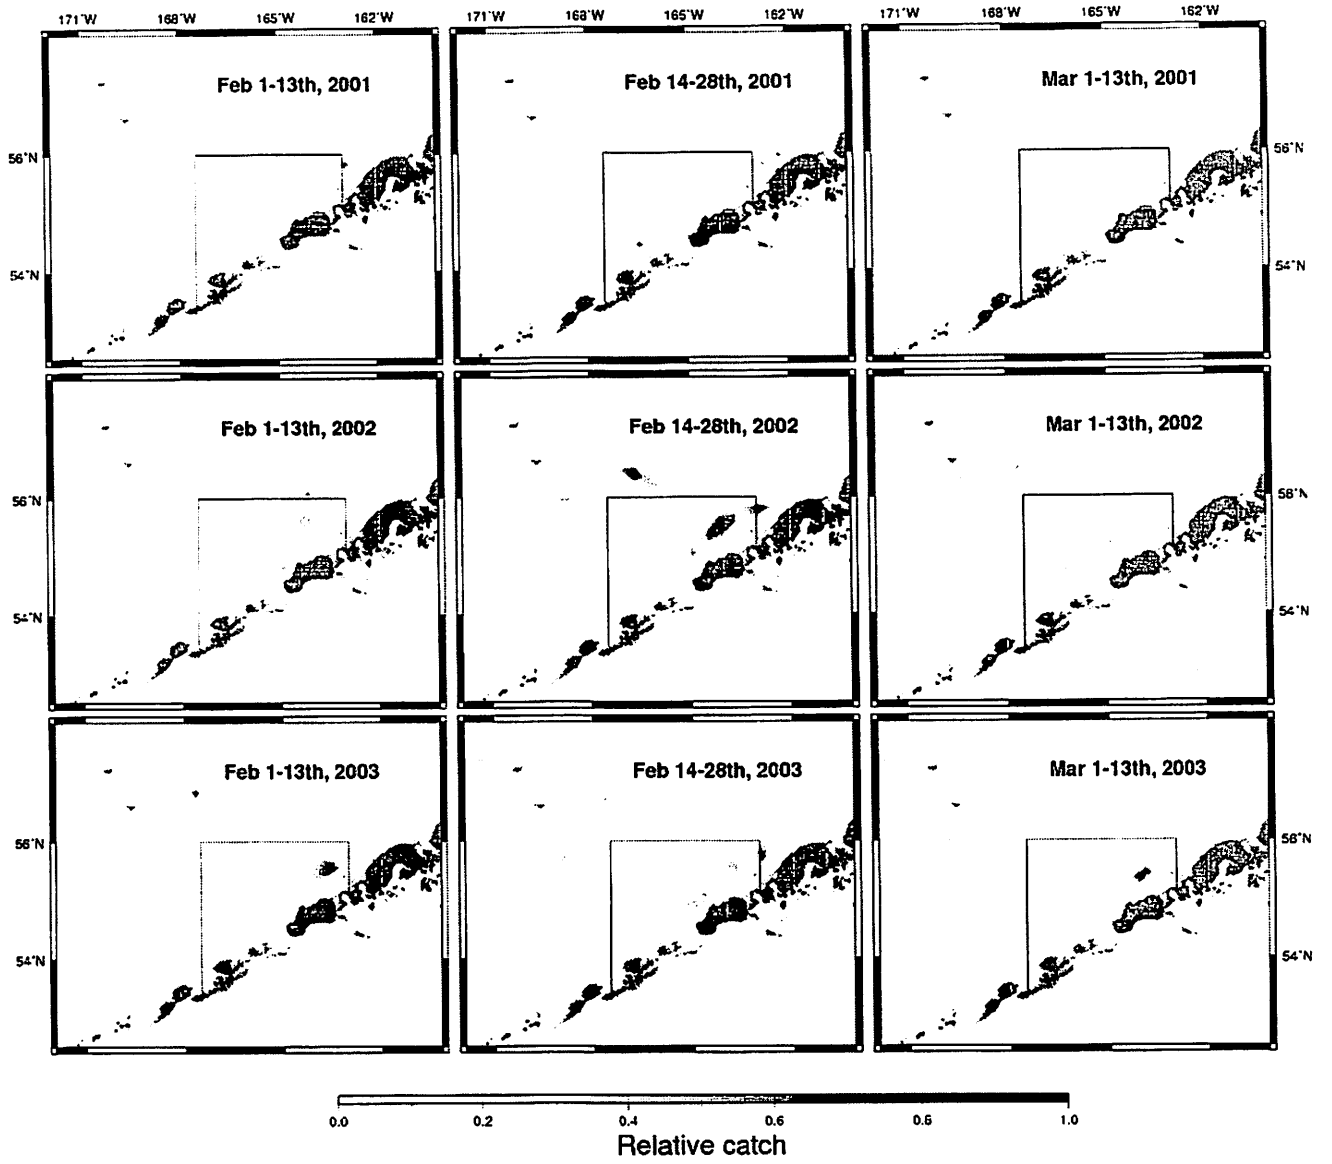 171°W 168°W 165°W 162°W 171°W 168°W 165°W 162°W 171°W 168°W 165°W 162°W
Feb 1-13th, 2001 Feb 14-28th, 2001 Mar 1-13th, 2001
56°N 56°N
54°N 54°N
Feb 1-13th, 2002 Feb 14-28th, 2002 Mar 1-13th, 2002
56°N 58°N
54°N 54°N
Feb 1-13th, 2003 Feb 14-28th, 2003 Mar 1-13th, 2003
56°N 56°N
54°N 54°N
0.0 0.2 0.4 0.6 0.6 1.0
Relative catch